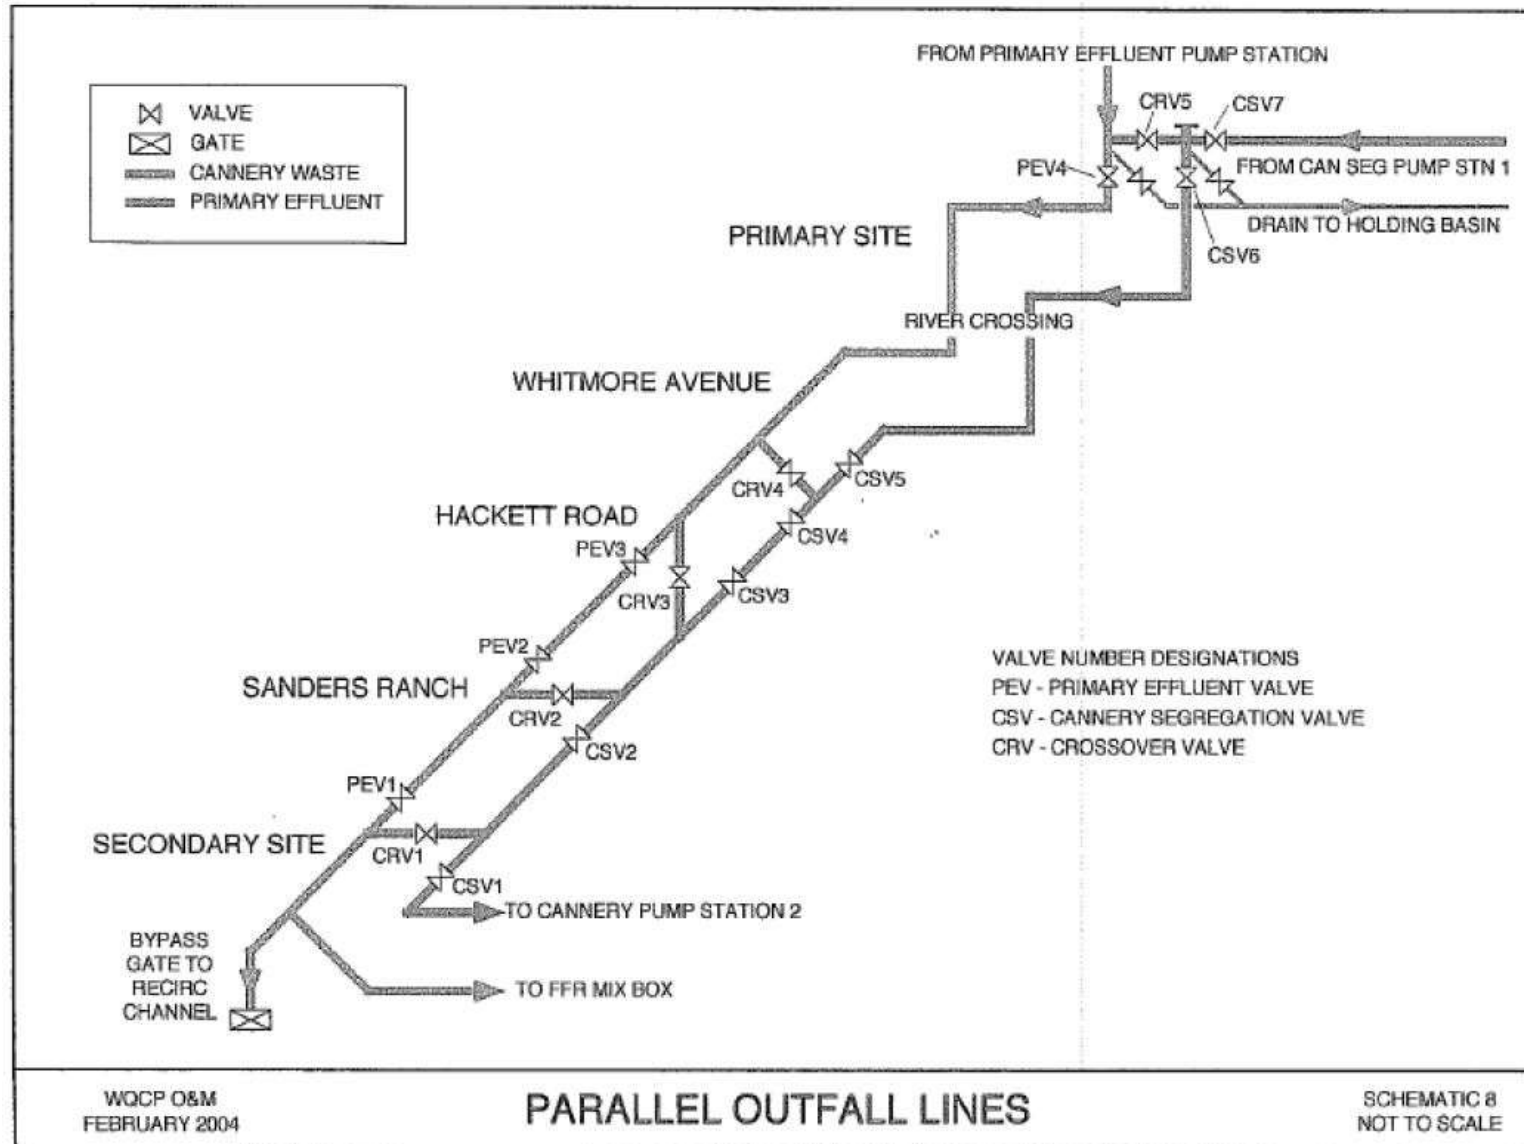 FROM PRIMARY EFFLUENT PUMP STATION
VALVE
GATE
CANNERY WASTE
PRIMARY EFFLUENT
CRV5
CSV7
PEV4
FROM CAN SEG PUMP STN 1
DRAIN TO HOLDING BASIN
CSV6
PRIMARY SITE
RIVER CROSSING
WHITMORE AVENUE
CRV4
CSV5
HACKETT ROAD
CSV4
PEV3
CRV3
CSV3
PEV2
SANDERS RANCH
CRV2
CSV2
VALVE NUMBER DESIGNATIONS
PEV - PRIMARY EFFLUENT VALVE
CSV - CANNERY SEGREGATION VALVE
CRV - CROSSOVER VALVE
PEV1
SECONDARY SITE
CRV1
CSV1
TO CANNERY PUMP STATION 2
BYPASS
GATE TO
RECIRC
CHANNEL
TO FFR MIX BOX
WQCP O&M
FEBRUARY 2004
PARALLEL OUTFALL LINES
SCHEMATIC 8
NOT TO SCALE